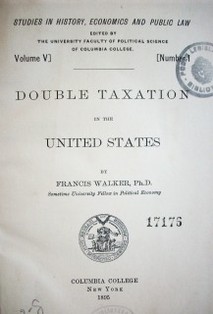 STUDIES IN HISTORY, ECONOMICS AND PUBLIC LAW
EDITED BY
THE UNIVERSITY FACULTY OF POLITICAL SCIENCE
OF COLUMBIA COLLEGE.
Volume V] [Number 1
DOUBLE TAXATION
IN THE
UNITED STATES
BY
FRANCIS WALKER, Ph.D.
Sometime University Fellow in Political Economy
17176
COLUMBIA COLLEGE
NEW YORK
1895